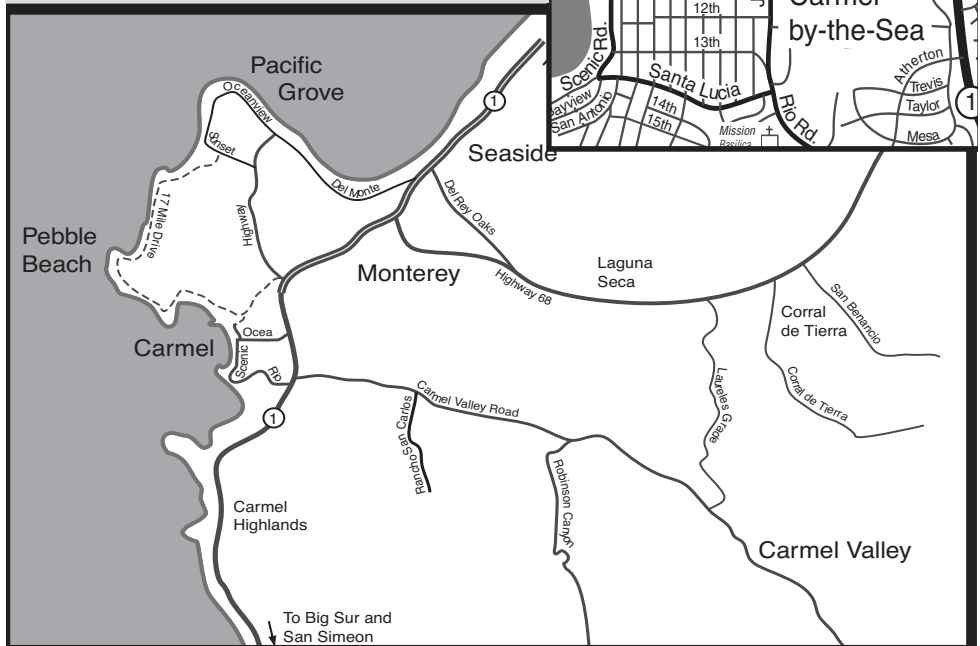 12th
13th
Carmel
by-the-Sea
Scenic Rd.
Santa Lucia
14th
15th
San Antonio
Mission
Basilica
Rio Rd.
Atherton
Trevis
Taylor
Mesa
1
Pacific
Grove
Oceanview
Sunset
1
Seaside
Del Monte
Del Rey Oaks
17 Mile Drive
Highway
Pebble
Beach
Monterey
Highway 68
Laguna
Seca
San Benancio
Corral
de Tierra
Carmel
Ocea
Scenic
Rio
Corral de Tierra
Laureles Grade
Carmel Valley Road
Rancho San Carlos
1
Robinson Canyon
Carmel
Highlands
Carmel Valley
To Big Sur and
San Simeon